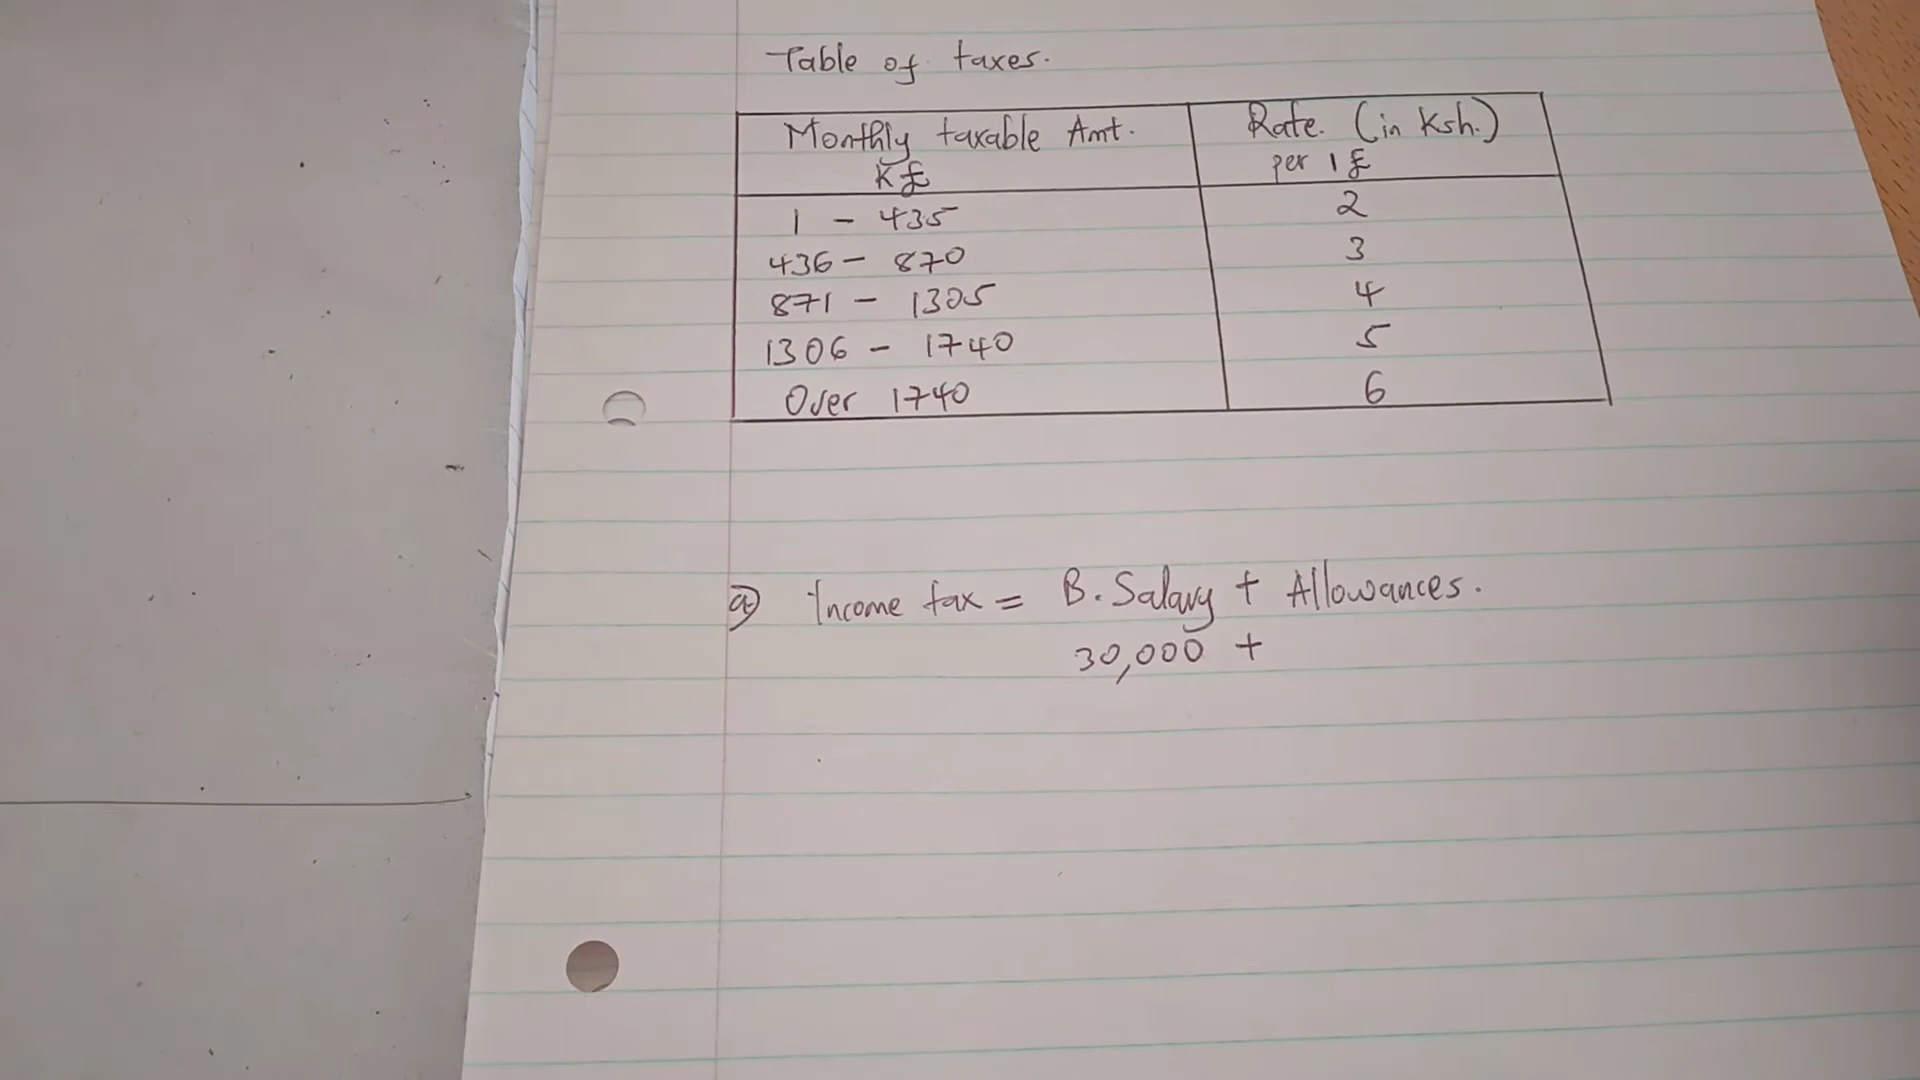 Table of taxes.
Monthly taxable Amt. K£ Rate. (in Ksh.) per 1 £
1 - 435 2
436 - 870 3
871 - 1305 4
1306 - 1740 5
Over 1740 6
a) Income tax = B. Salary + Allowances.
30,000 +